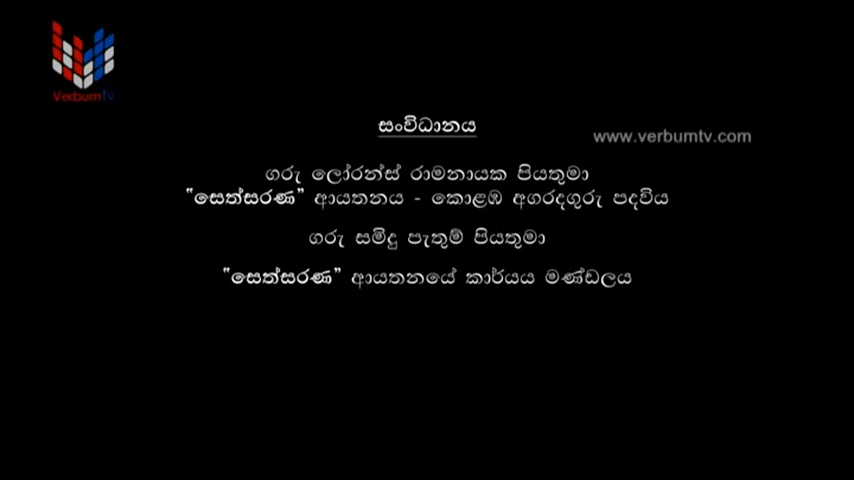 Verbumtv
සංවිධානය
www.verbumtv.com
ගරු ලෝරන්ස් රාමනායක පියතුමා
“සෙත්සරණ” ආයතනය - කොළඹ අගරදගුරු පදවිය
ගරු සමිදු පැතුම් පියතුමා
“සෙත්සරණ” ආයතනයේ කාර්යය මණ්ඩලය